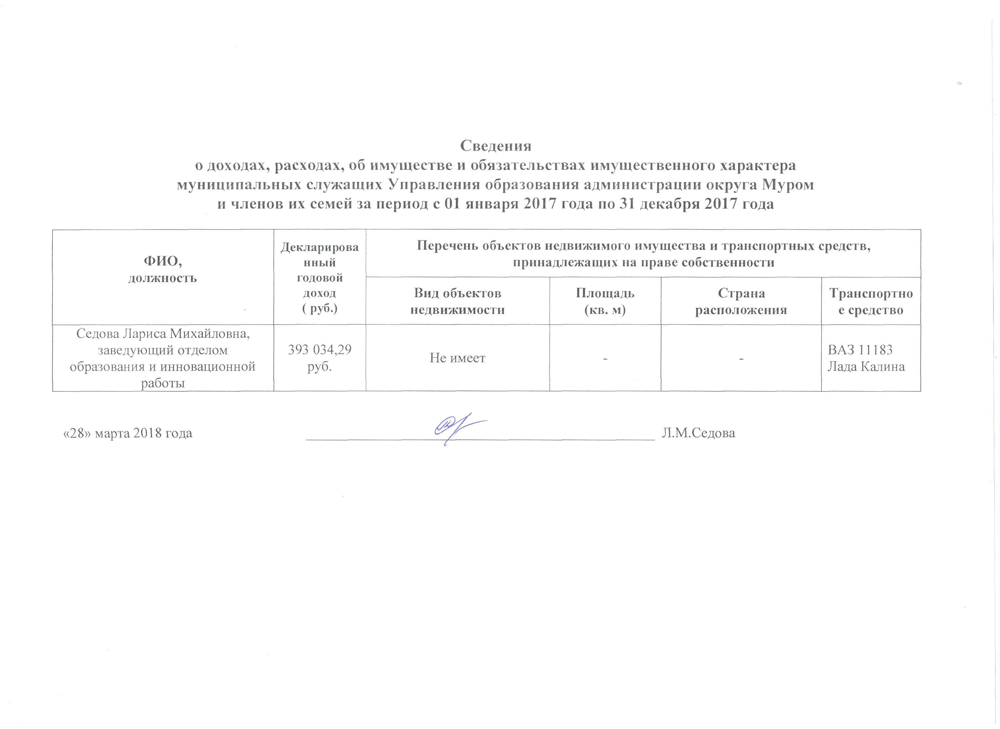 Сведения
о доходах, расходах, об имуществе и обязательствах имущественного характера
муниципальных служащих Управления образования администрации округа Муром
и членов их семей за период с 01 января 2017 года по 31 декабря 2017 года
ФИО,
должность
Декларирова
нный
годовой
доход
( руб.)
Перечень объектов недвижимого имущества и транспортных средств,
принадлежащих на праве собственности
Вид объектов
недвижимости
Площадь
(кв. м)
Страна
расположения
Транспортно
е средство
Седова Лариса Михайловна,
заведующий отделом
образования и инновационной
работы
393 034,29
руб.
Не имеет
-
-
ВАЗ 11183
Лада Калина
«28» марта 2018 года
Л.М.Седова